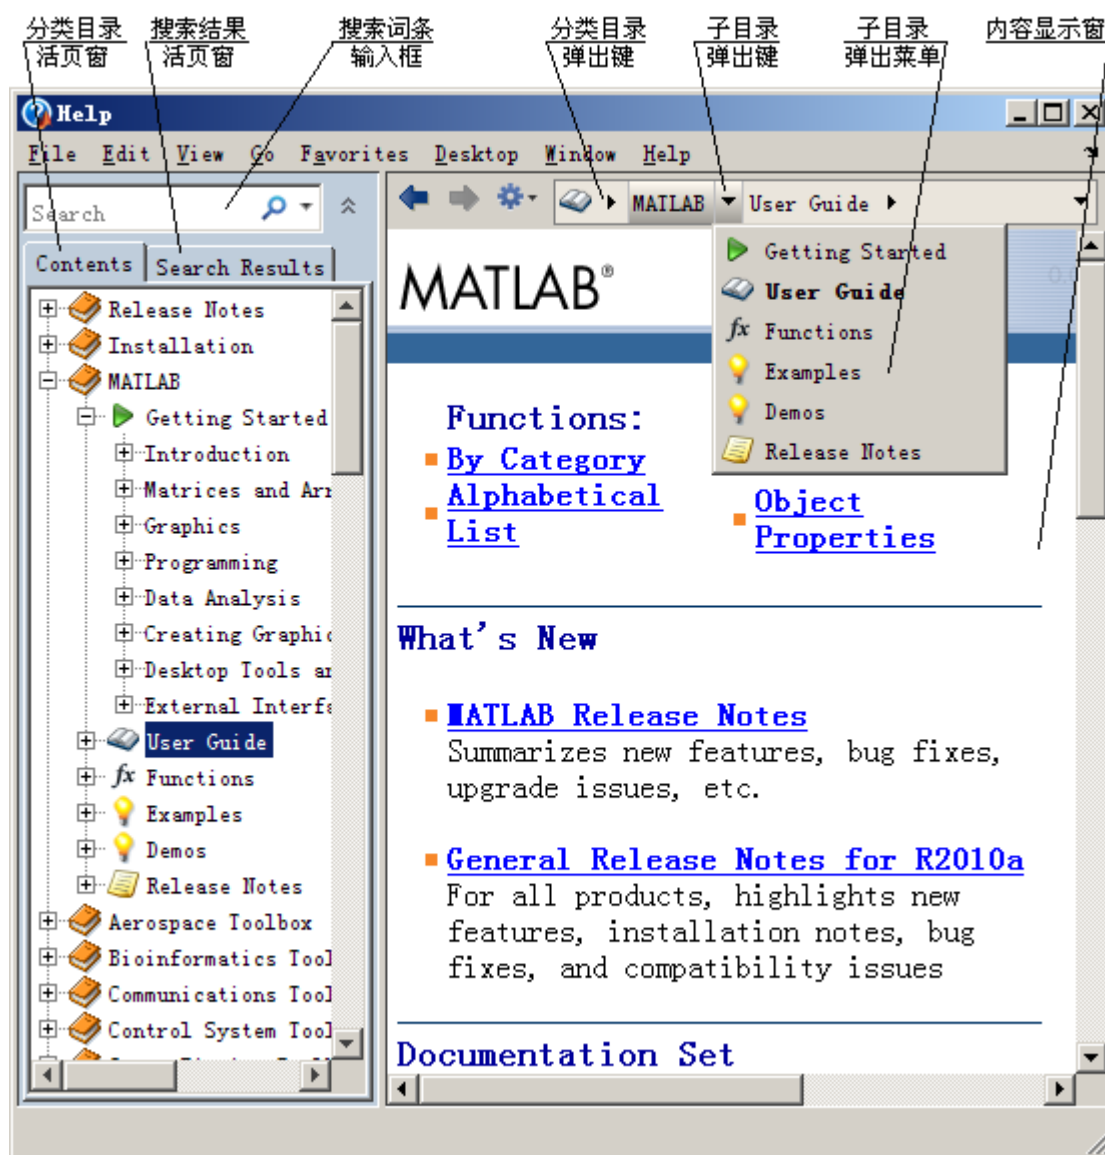 分类目录 搜索结果 搜索词条 分类目录 子目录 子目录 内容显示窗
活页窗 活页窗 输入框 弹出键 弹出键 弹出菜单
Help
File Edit View Go Favorites Desktop Window Help
Search
MATLAB User Guide
Contents Search Results
Getting Started
User Guide
Functions
Examples
Demos
Release Notes
Release Notes
Installation
MATLAB
Getting Started
Introduction
Matrices and Arr
Graphics
Programming
Data Analysis
Creating Graphic
Desktop Tools an
External Interfa
User Guide
Functions
Examples
Demos
Release Notes
Aerospace Toolbox
Bioinformatics Tool
Communications Tool
Control System Tool
MATLAB®
Functions:
By Category
Alphabetical
List
Object
Properties
What's New
MATLAB Release Notes
Summarizes new features, bug fixes,
upgrade issues, etc.
General Release Notes for R2010a
For all products, highlights new
features, installation notes, bug
fixes, and compatibility issues
Documentation Set